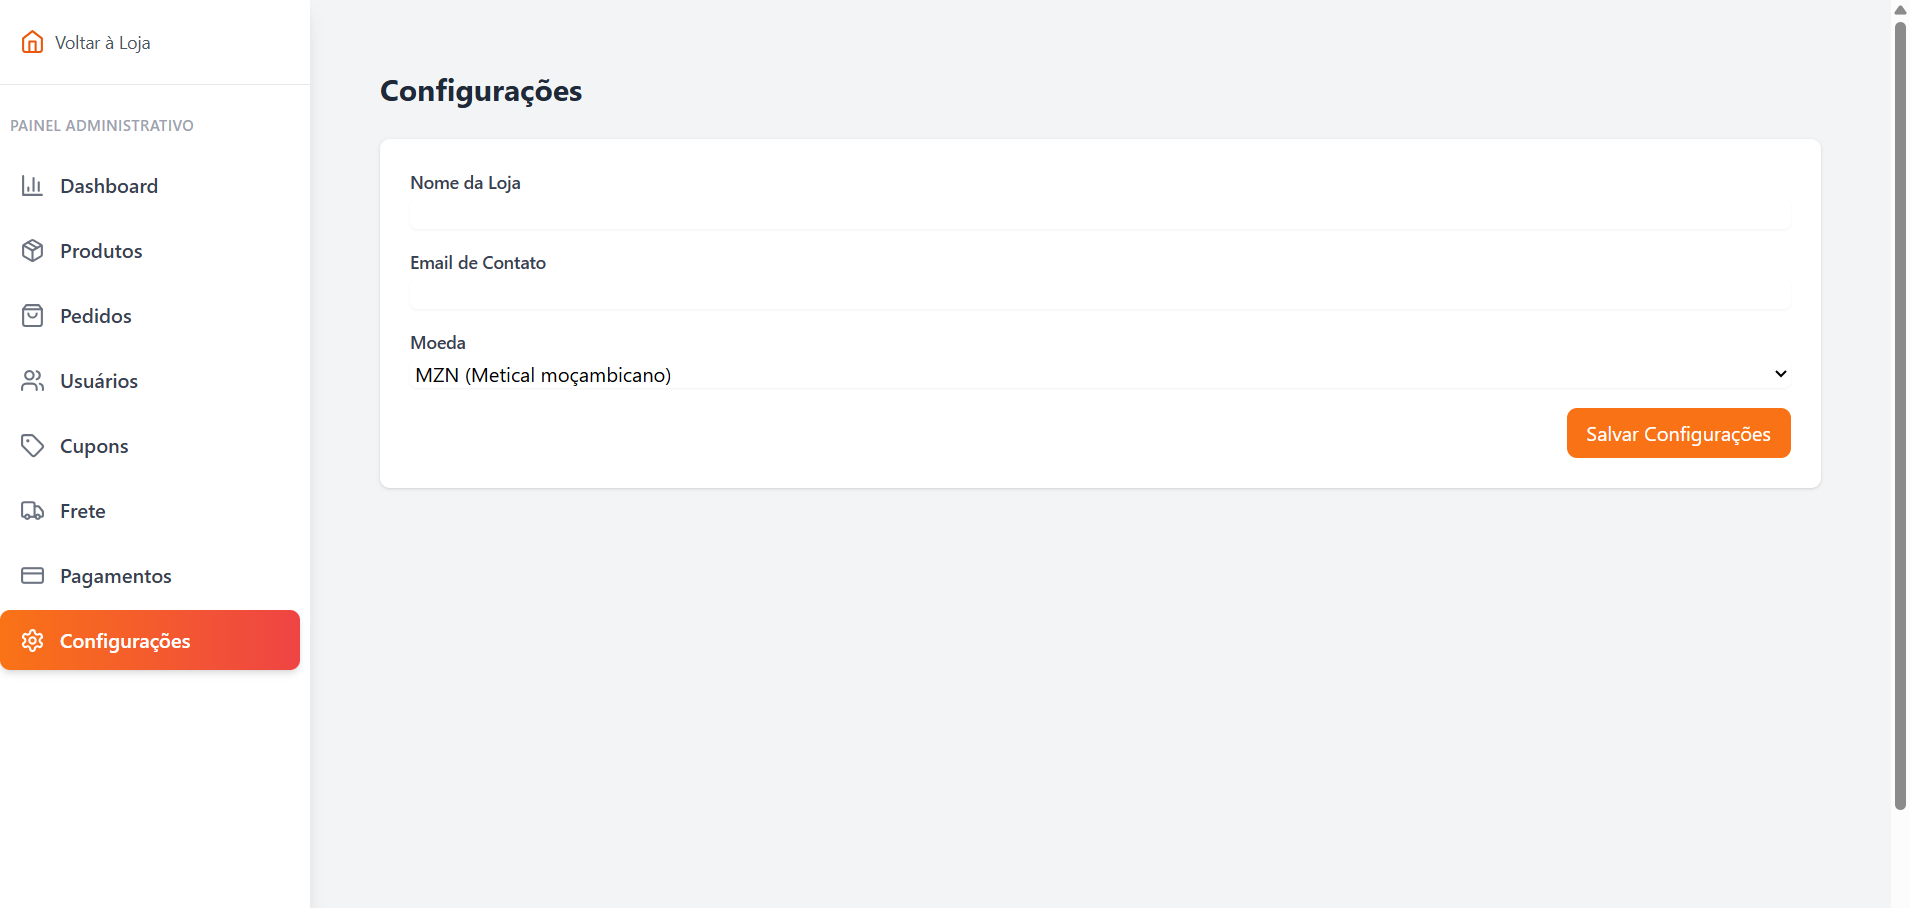 Voltar à Loja
PAINEL ADMINISTRATIVO
Dashboard
Produtos
Pedidos
Usuários
Cupons
Frete
Pagamentos
Configurações
Configurações
Nome da Loja
Email de Contato
Moeda
MZN (Metical moçambicano)
Salvar Configurações